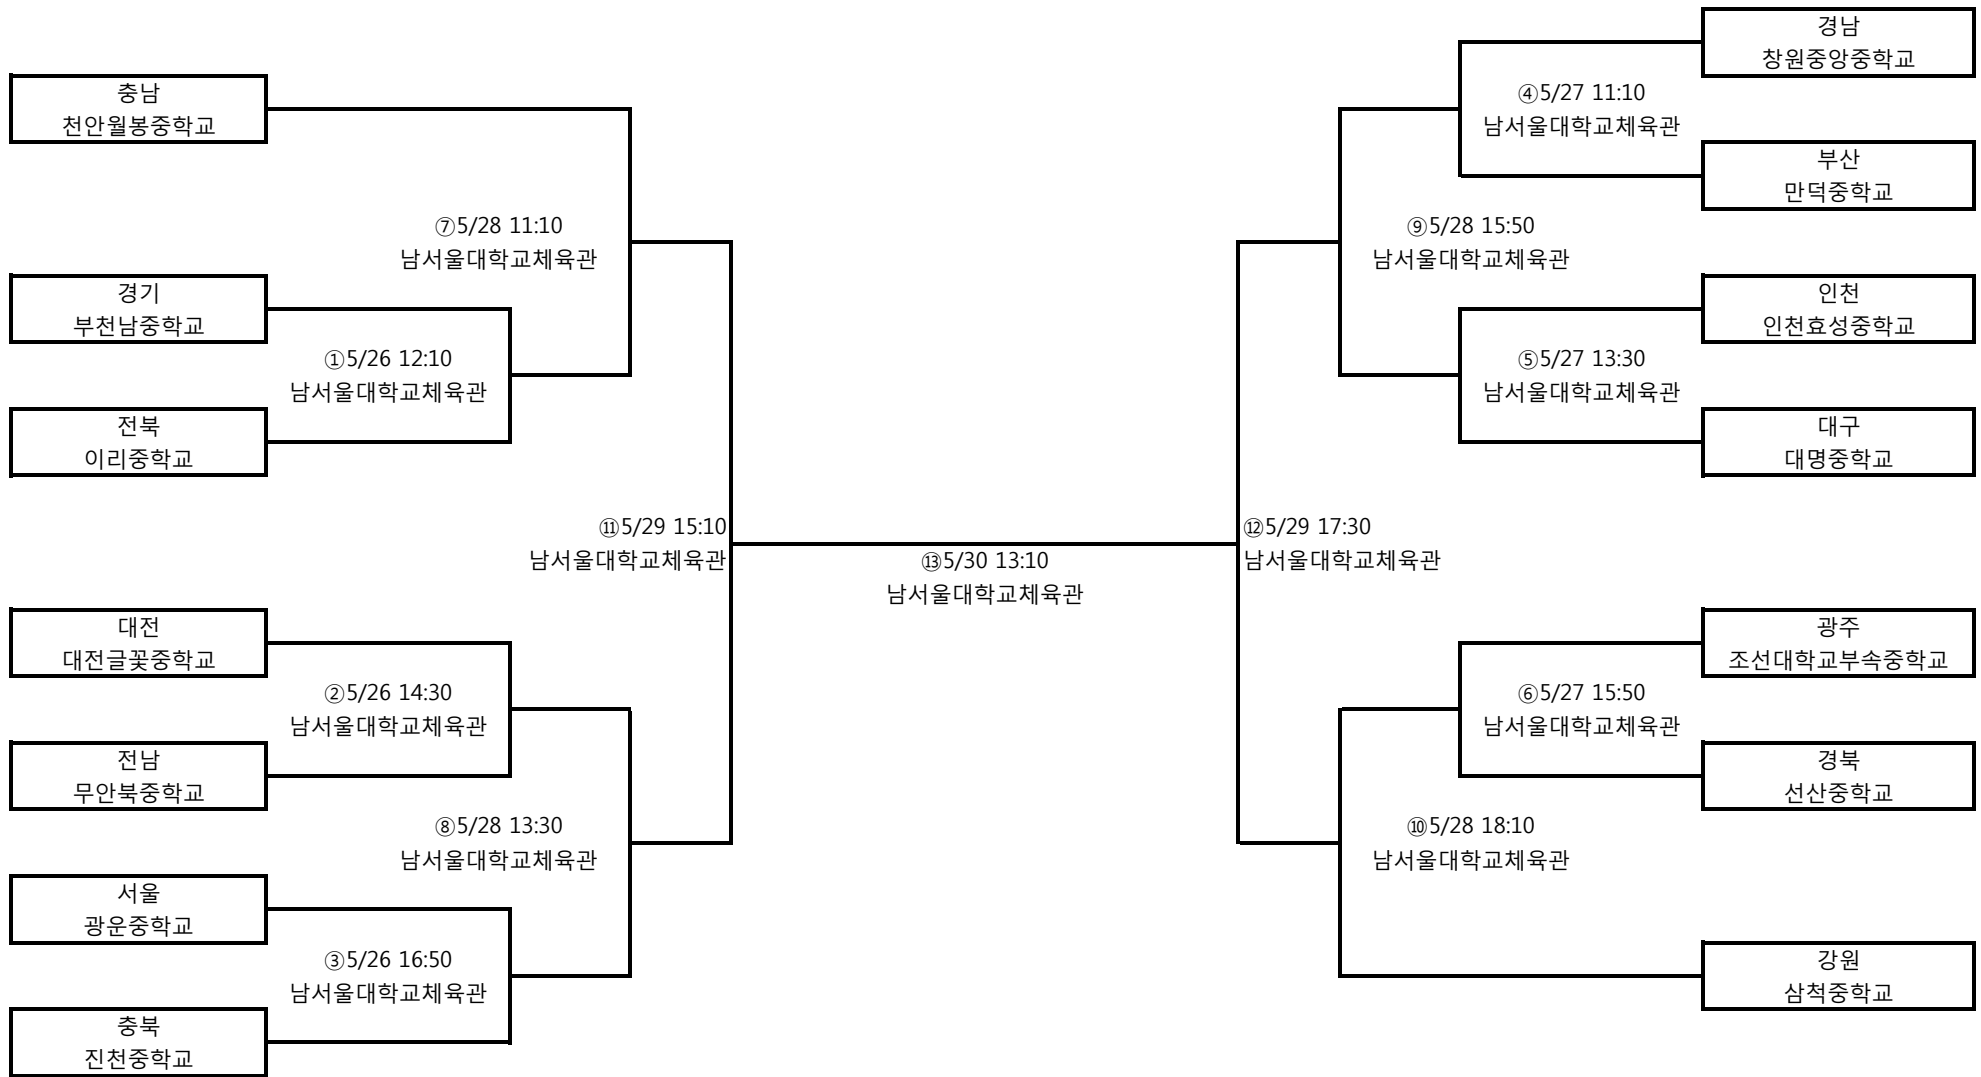 충남
천안월봉중학교
⑦5/28 11:10
남서울대학교체육관
경기
부천남중학교
①5/26 12:10
남서울대학교체육관
전북
이리중학교
⑪5/29 15:10
남서울대학교체육관
대전
대전글꽃중학교
②5/26 14:30
남서울대학교체육관
전남
무안북중학교
⑧5/28 13:30
남서울대학교체육관
서울
광운중학교
③5/26 16:50
남서울대학교체육관
충북
진천중학교
⑬5/30 13:10
남서울대학교체육관
경남
창원중앙중학교
④5/27 11:10
남서울대학교체육관
부산
만덕중학교
⑨5/28 15:50
남서울대학교체육관
인천
인천효성중학교
⑤5/27 13:30
남서울대학교체육관
대구
대명중학교
⑫5/29 17:30
남서울대학교체육관
광주
조선대학교부속중학교
⑥5/27 15:50
남서울대학교체육관
경북
선산중학교
⑩5/28 18:10
남서울대학교체육관
강원
삼척중학교